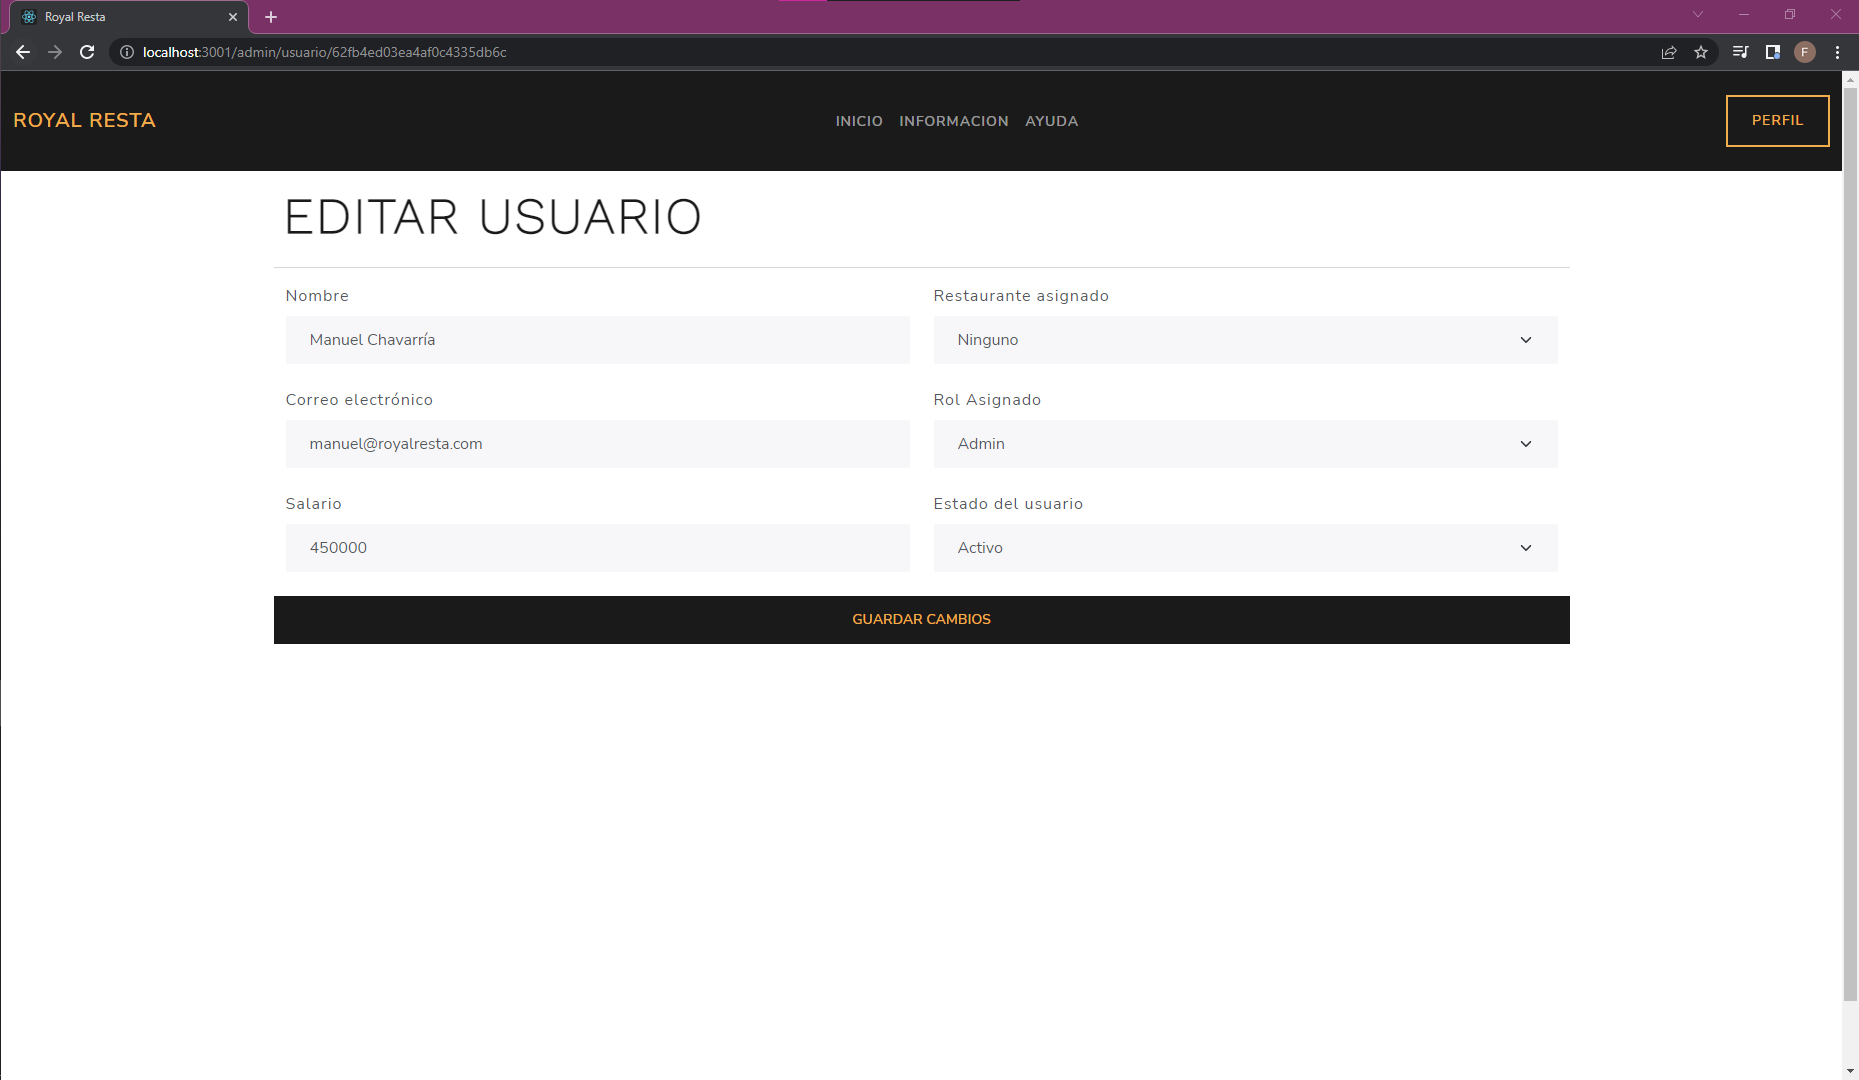 Royal Resta
localhost:3001/admin/usuario/62fb4ed03ea4af0c4335db6c
F
ROYAL RESTA
INICIO INFORMACION AYUDA
PERFIL
EDITAR USUARIO
Nombre
Restaurante asignado
Manuel Chavarría
Ninguno
Correo electrónico
Rol Asignado
manuel@royalresta.com
Admin
Salario
Estado del usuario
450000
Activo
GUARDAR CAMBIOS